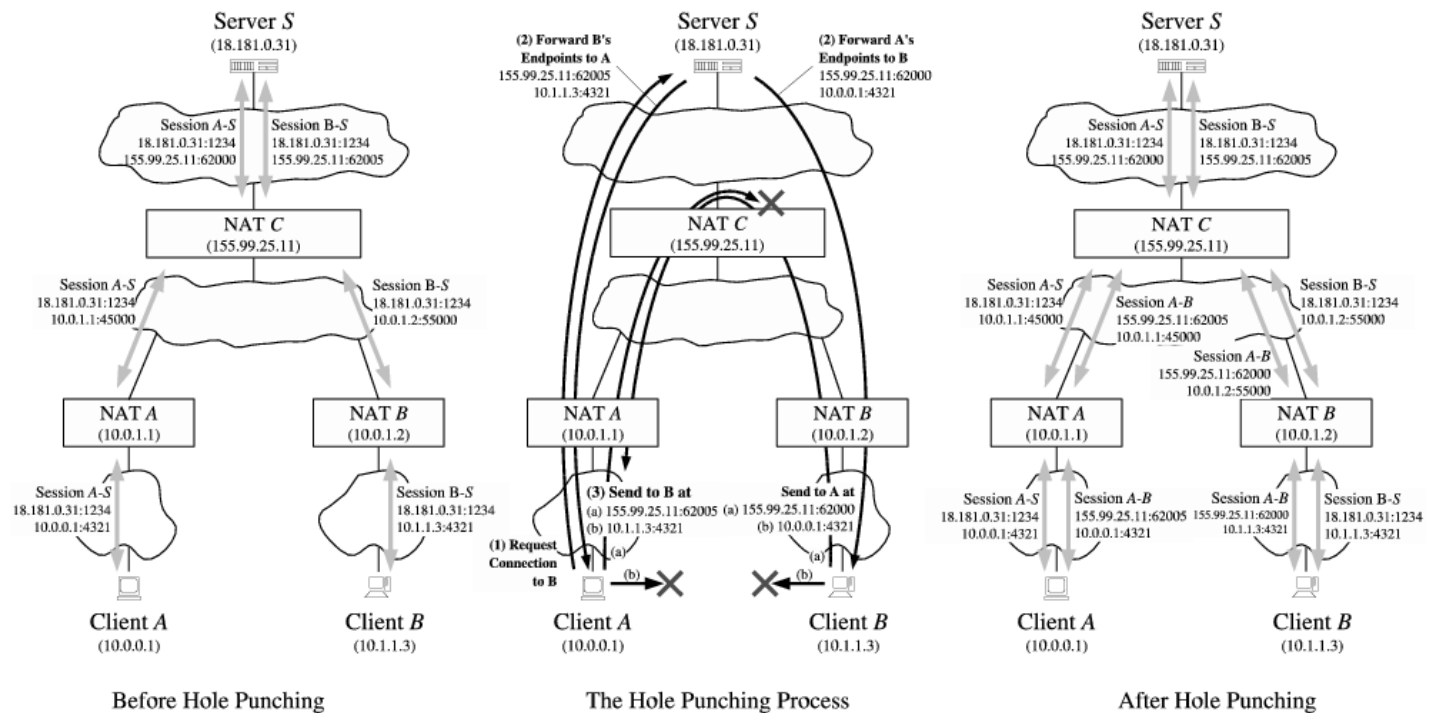 Server S
(18.181.0.31)
Session A-S
18.181.0.31:1234
155.99.25.11:62000
Session B-S
18.181.0.31:1234
155.99.25.11:62005
NAT C
(155.99.25.11)
Session A-S
18.181.0.31:1234
10.0.1.1:45000
Session B-S
18.181.0.31:1234
10.0.1.2:55000
NAT A
(10.0.1.1)
NAT B
(10.0.1.2)
Session A-S
18.181.0.31:1234
10.0.0.1:4321
Session B-S
18.181.0.31:1234
10.1.1.3:4321
Client A
(10.0.0.1)
Client B
(10.1.1.3)
Before Hole Punching
Server S
(18.181.0.31)
(2) Forward B's
Endpoints to A
155.99.25.11:62005
10.1.1.3:4321
(2) Forward A's
Endpoints to B
155.99.25.11:62000
10.0.0.1:4321
NAT C
(155.99.25.11)
NAT A
(10.0.1.1)
NAT B
(10.0.1.2)
(3) Send to B at
(a) 155.99.25.11:62005
(b) 10.1.1.3:4321
Send to A at
(a) 155.99.25.11:62000
(b) 10.0.0.1:4321
(1) Request
Connection
to B
(a)
(b)
(a)
(b)
Client A
(10.0.0.1)
Client B
(10.1.1.3)
The Hole Punching Process
Server S
(18.181.0.31)
Session A-S
18.181.0.31:1234
155.99.25.11:62000
Session B-S
18.181.0.31:1234
155.99.25.11:62005
NAT C
(155.99.25.11)
Session A-S
18.181.0.31:1234
10.0.1.1:45000
Session A-B
155.99.25.11:62005
10.0.1.1:45000
Session B-S
18.181.0.31:1234
10.0.1.2:55000
Session A-B
155.99.25.11:62000
10.0.1.2:55000
NAT A
(10.0.1.1)
NAT B
(10.0.1.2)
Session A-S
18.181.0.31:1234
10.0.0.1:4321
Session A-B
155.99.25.11:62005
10.0.0.1:4321
Session A-B
155.99.25.11:62000
10.1.1.3:4321
Session B-S
18.181.0.31:1234
10.1.1.3:4321
Client A
(10.0.0.1)
Client B
(10.1.1.3)
After Hole Punching